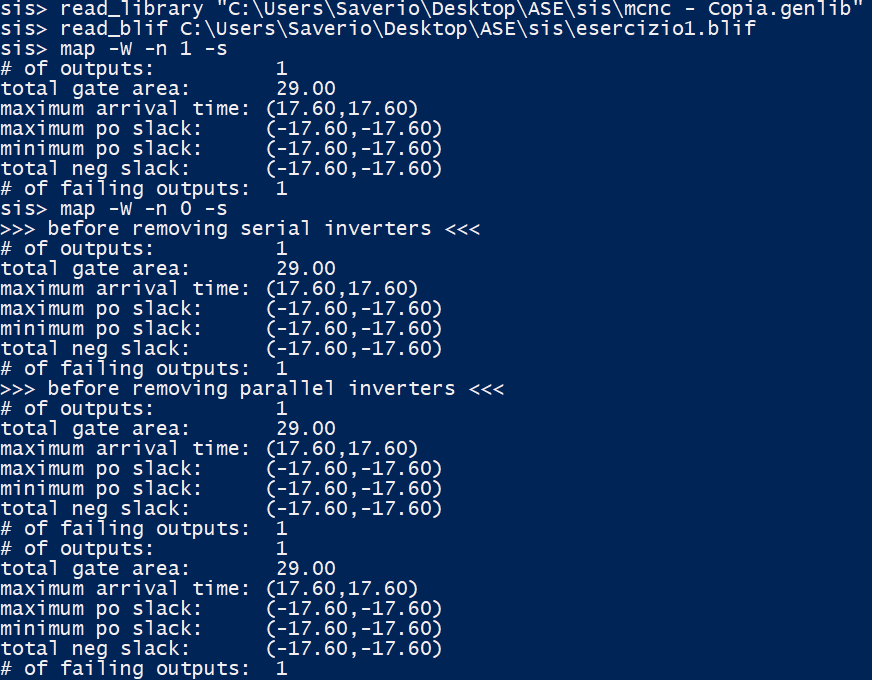 sis> read_library "C:\Users\Saverio\Desktop\ASE\sis\mcnc - Copia.genlib"
sis> read_blif C:\Users\Saverio\Desktop\ASE\sis\esercizio1.blif
sis> map -W -n 1 -s
# of outputs:          1
total gate area:       29.00
maximum arrival time: (17.60,17.60)
maximum po slack:     (-17.60,-17.60)
minimum po slack:     (-17.60,-17.60)
total neg slack:      (-17.60,-17.60)
# of failing outputs:  1
sis> map -W -n 0 -s
>>> before removing serial inverters <<<
# of outputs:          1
total gate area:       29.00
maximum arrival time: (17.60,17.60)
maximum po slack:     (-17.60,-17.60)
minimum po slack:     (-17.60,-17.60)
total neg slack:      (-17.60,-17.60)
# of failing outputs:  1
>>> before removing parallel inverters <<<
# of outputs:          1
total gate area:       29.00
maximum arrival time: (17.60,17.60)
maximum po slack:     (-17.60,-17.60)
minimum po slack:     (-17.60,-17.60)
total neg slack:      (-17.60,-17.60)
# of failing outputs:  1
# of outputs:          1
total gate area:       29.00
maximum arrival time: (17.60,17.60)
maximum po slack:     (-17.60,-17.60)
minimum po slack:     (-17.60,-17.60)
total neg slack:      (-17.60,-17.60)
# of failing outputs:  1